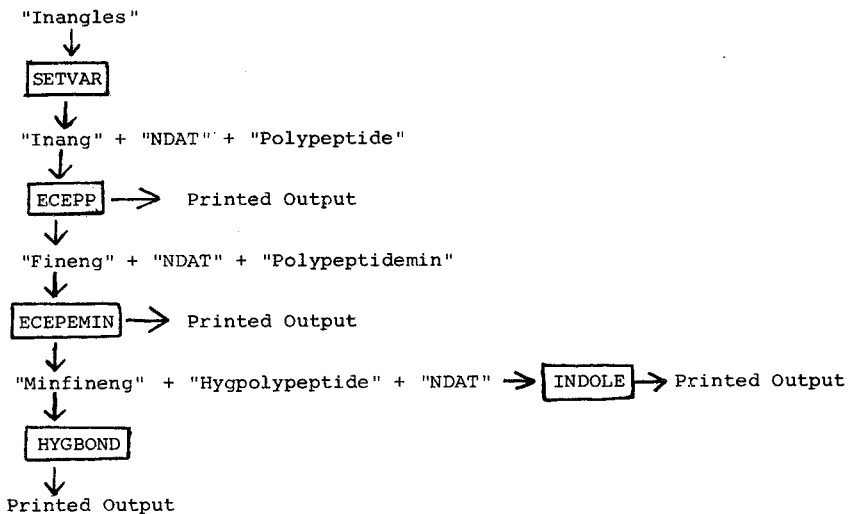 "Inangles"
SETVAR
"Inang" + "NDAT" + "Polypeptide"
ECEPP Printed Output
"Fineng" + "NDAT" + "Polypeptidemin"
ECEPEMIN Printed Output
"Minfineng" + "Hygpolypeptide" + "NDAT" INDOLE Printed Output
HYGBOND
Printed Output